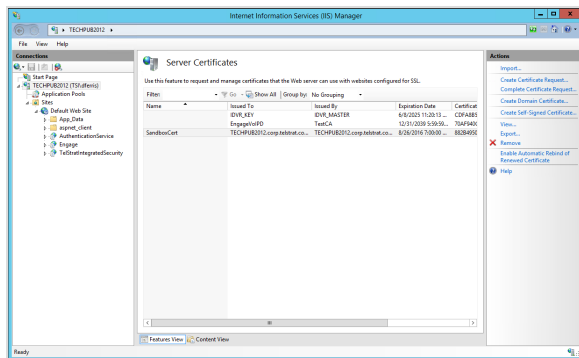 Internet Information Services (IIS) Manager
TECHPUB2012
File View Help
Connections
Start Page
TECHPUB2012 (TSI\dferris)
Application Pools
Sites
Default Web Site
App_Data
aspnet_client
AuthenticationService
Engage
TelStratIntegratedSecurity
Server Certificates
Use this feature to request and manage certificates that the Web server can use with websites configured for SSL.
Filter: Go Show All Group by: No Grouping
Name Issued To Issued By Expiration Date Certificat
IDVR_KEY IDVR_MASTER 6/8/2025 11:20:13 ... CDFA8B5
EngageVoIPD TestCA 12/31/2039 5:59:59... 70AF940C
SandboxCert TECHPUB2012.corp.telstrat.co... TECHPUB2012.corp.telstrat.co... 8/26/2016 7:00:00 ... 882B495D
Features View Content View
Actions
Import...
Create Certificate Request...
Complete Certificate Request...
Create Domain Certificate...
Create Self-Signed Certificate...
View...
Export...
Remove
Enable Automatic Rebind of
Renewed Certificate
Help
Ready